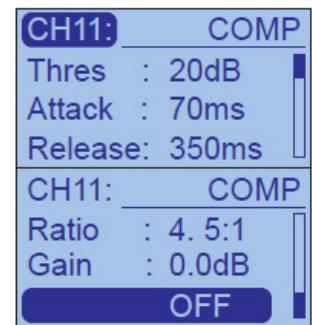 CH11: COMP
Thres : 20dB
Attack : 70ms
Release: 350ms
CH11: COMP
Ratio : 4. 5:1
Gain : 0.0dB
OFF